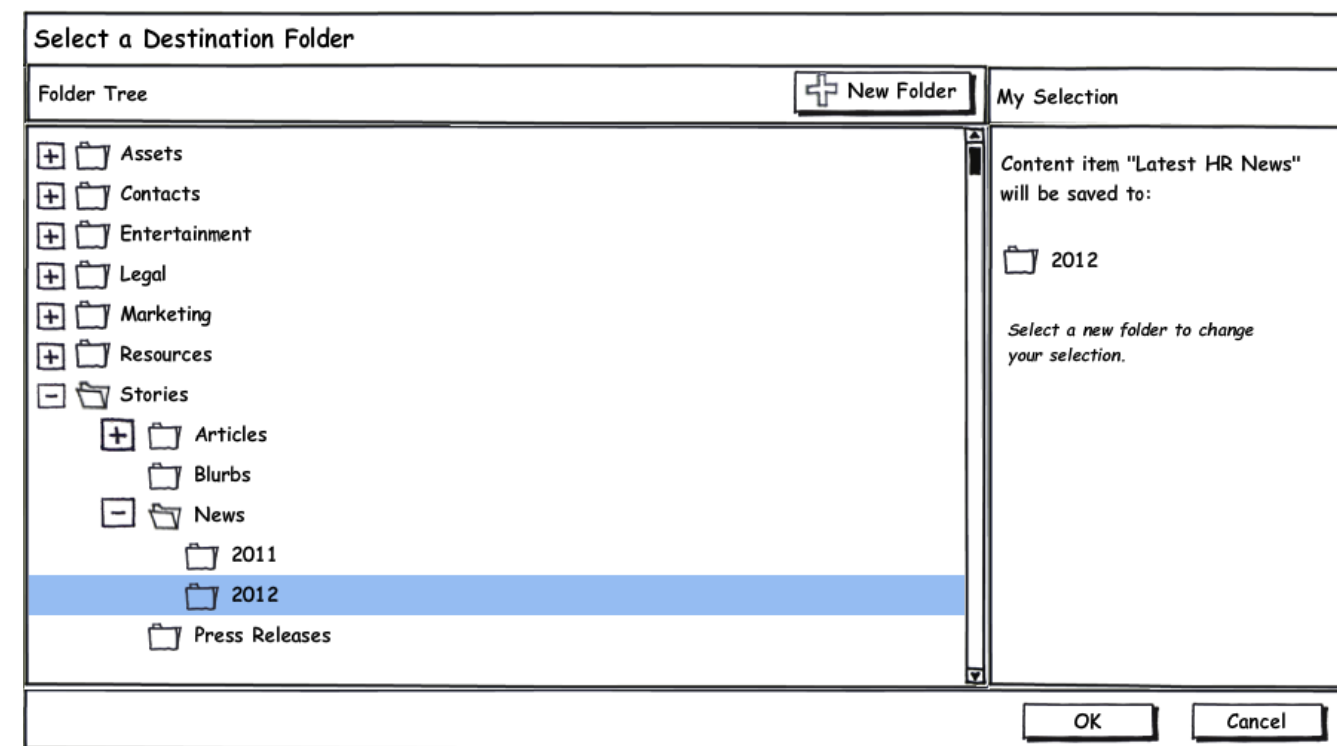 Select a Destination Folder
Folder Tree
New Folder
My Selection
Assets
Contacts
Entertainment
Legal
Marketing
Resources
Stories
Articles
Blurbs
News
2011
2012
Press Releases
Content item "Latest HR News"
will be saved to:
2012
Select a new folder to change
your selection.
OK
Cancel